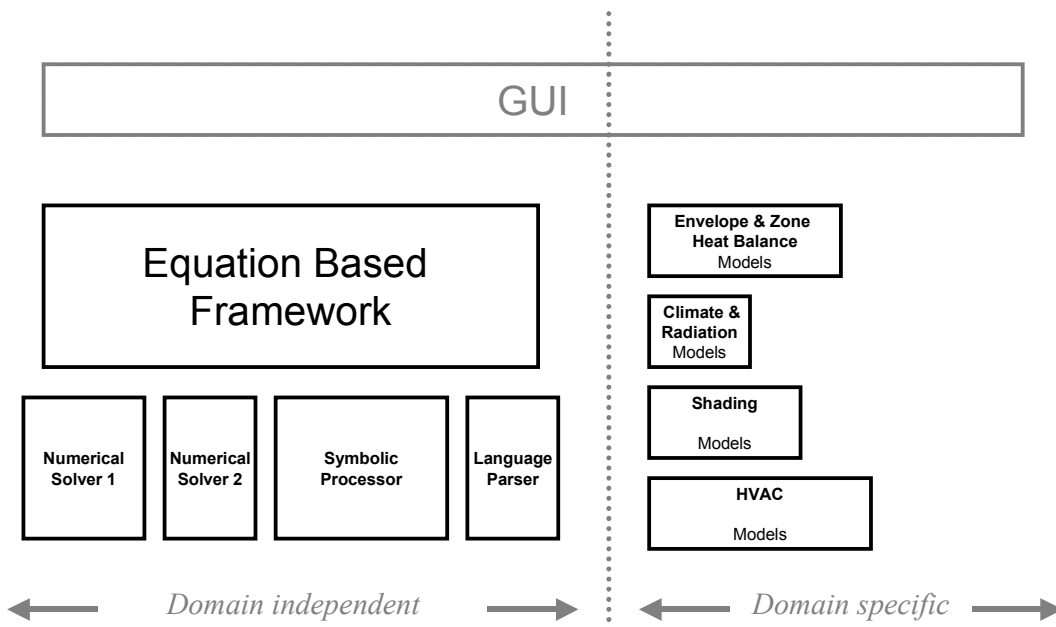 GUI
Equation Based
Framework
Numerical
Solver 1
Numerical
Solver 2
Symbolic
Processor
Language
Parser
Envelope & Zone
Heat Balance
Models
Climate &
Radiation
Models
Shading
Models
HVAC
Models
Domain independent
Domain specific